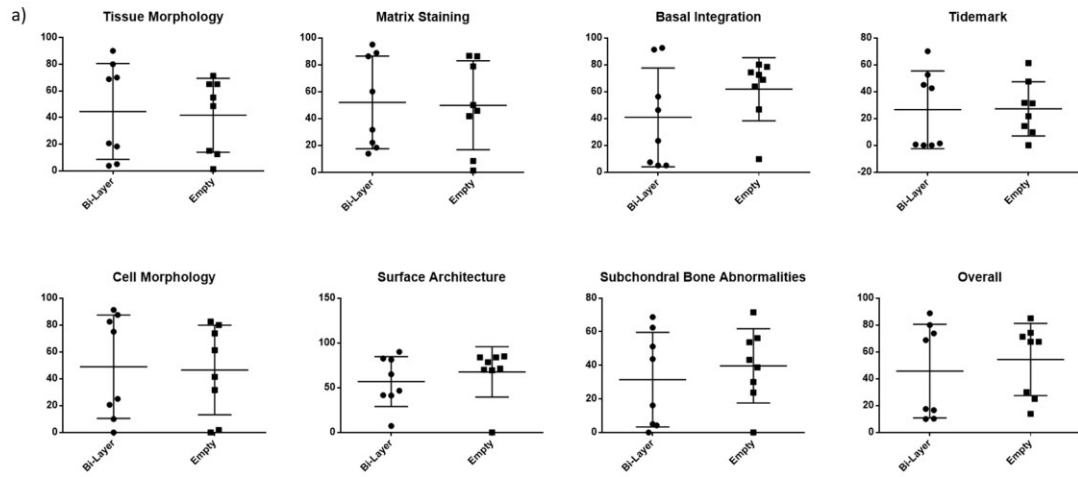 a)
Tissue Morphology
100
80
60
40
20
0
Bi-Layer
Empty
Matrix Staining
100
80
60
40
20
0
Bi-Layer
Empty
Basal Integration
100
80
60
40
20
0
Bi-Layer
Empty
Tidemark
100
80
60
40
20
0
-20
Bi-Layer
Empty
Cell Morphology
100
80
60
40
20
0
Bi-Layer
Empty
Surface Architecture
150
100
50
0
Bi-Layer
Empty
Subchondral Bone Abnormalities
80
60
40
20
0
Bi-Layer
Empty
Overall
100
80
60
40
20
0
Bi-Layer
Empty